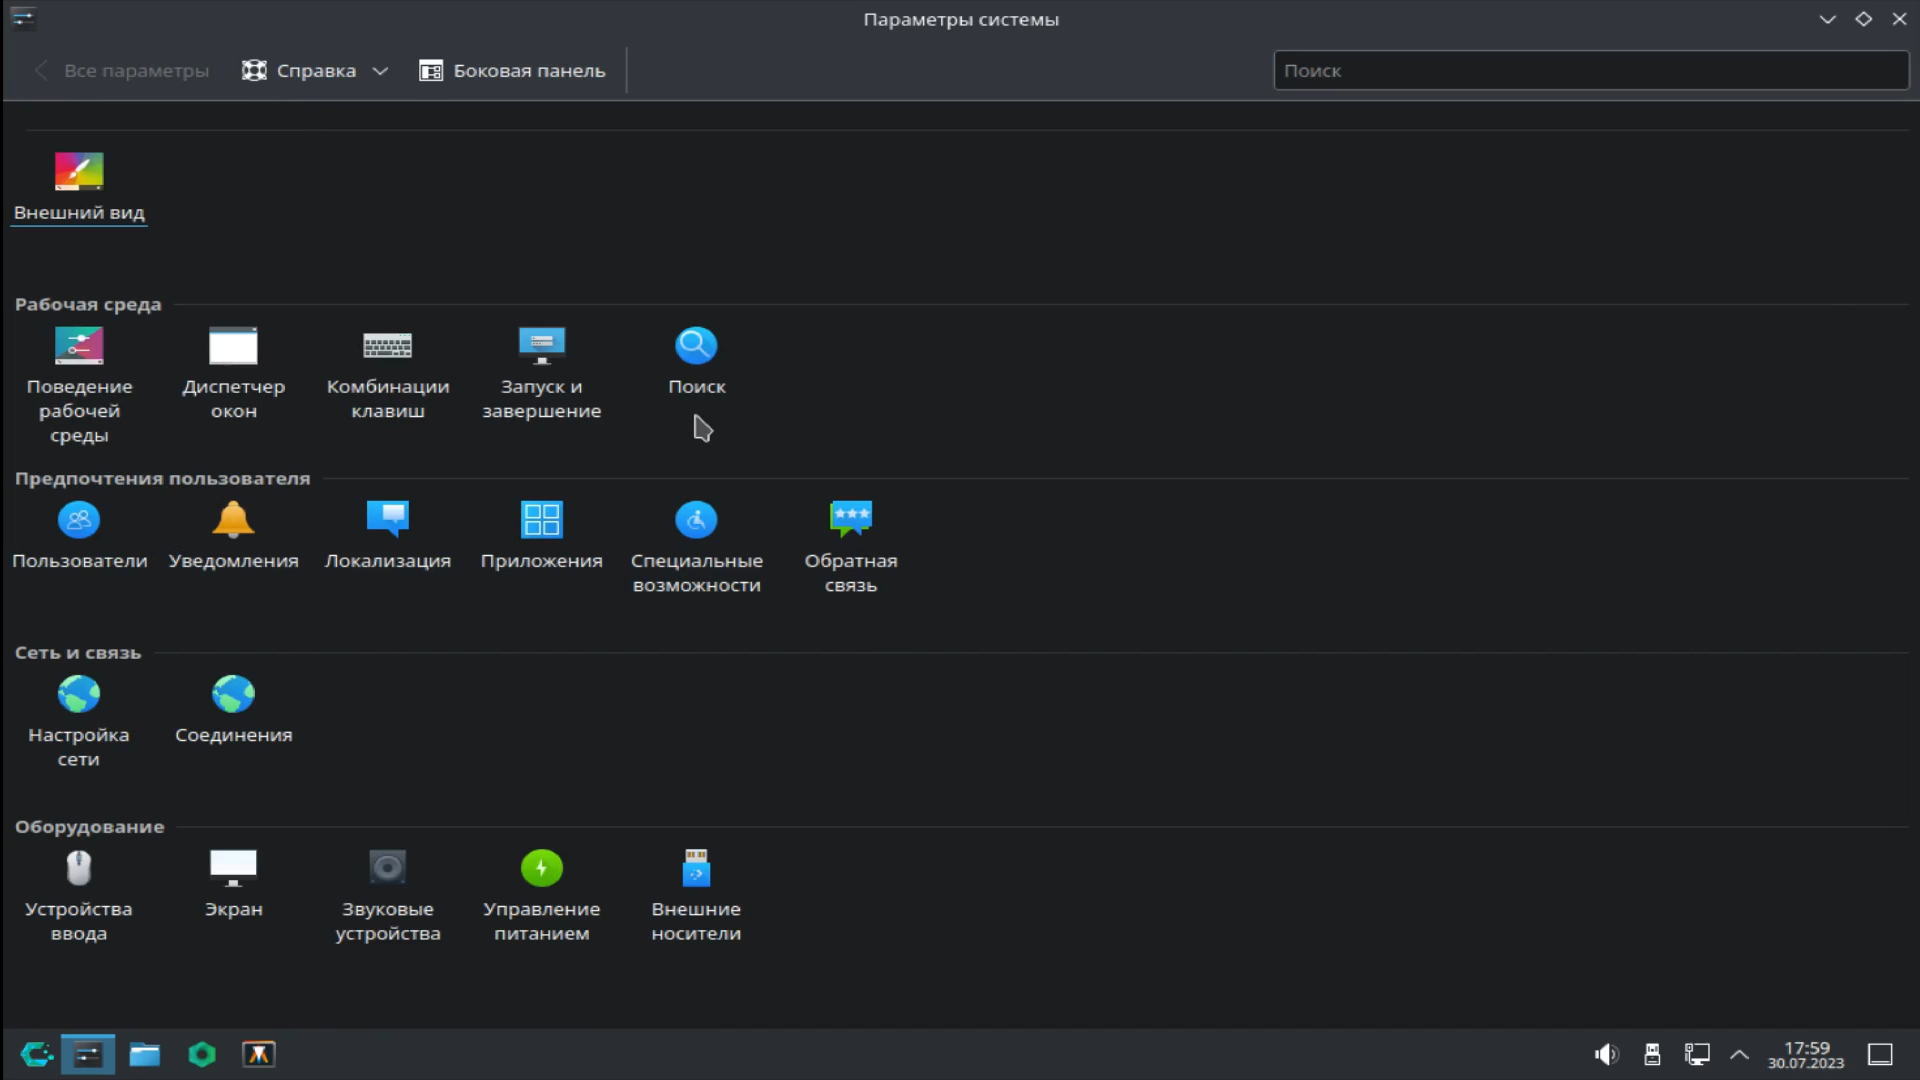 Параметры системы
Все параметры Справка Боковая панель Поиск
Внешний вид
Рабочая среда
Поведение рабочей среды
Диспетчер окон
Комбинации клавиш
Запуск и завершение
Поиск
Предпочтения пользователя
Пользователи
Уведомления
Локализация
Приложения
Специальные возможности
Обратная связь
Сеть и связь
Настройка сети
Соединения
Оборудование
Устройства ввода
Экран
Звуковые устройства
Управление питанием
Внешние носители
17:59
30.07.2023